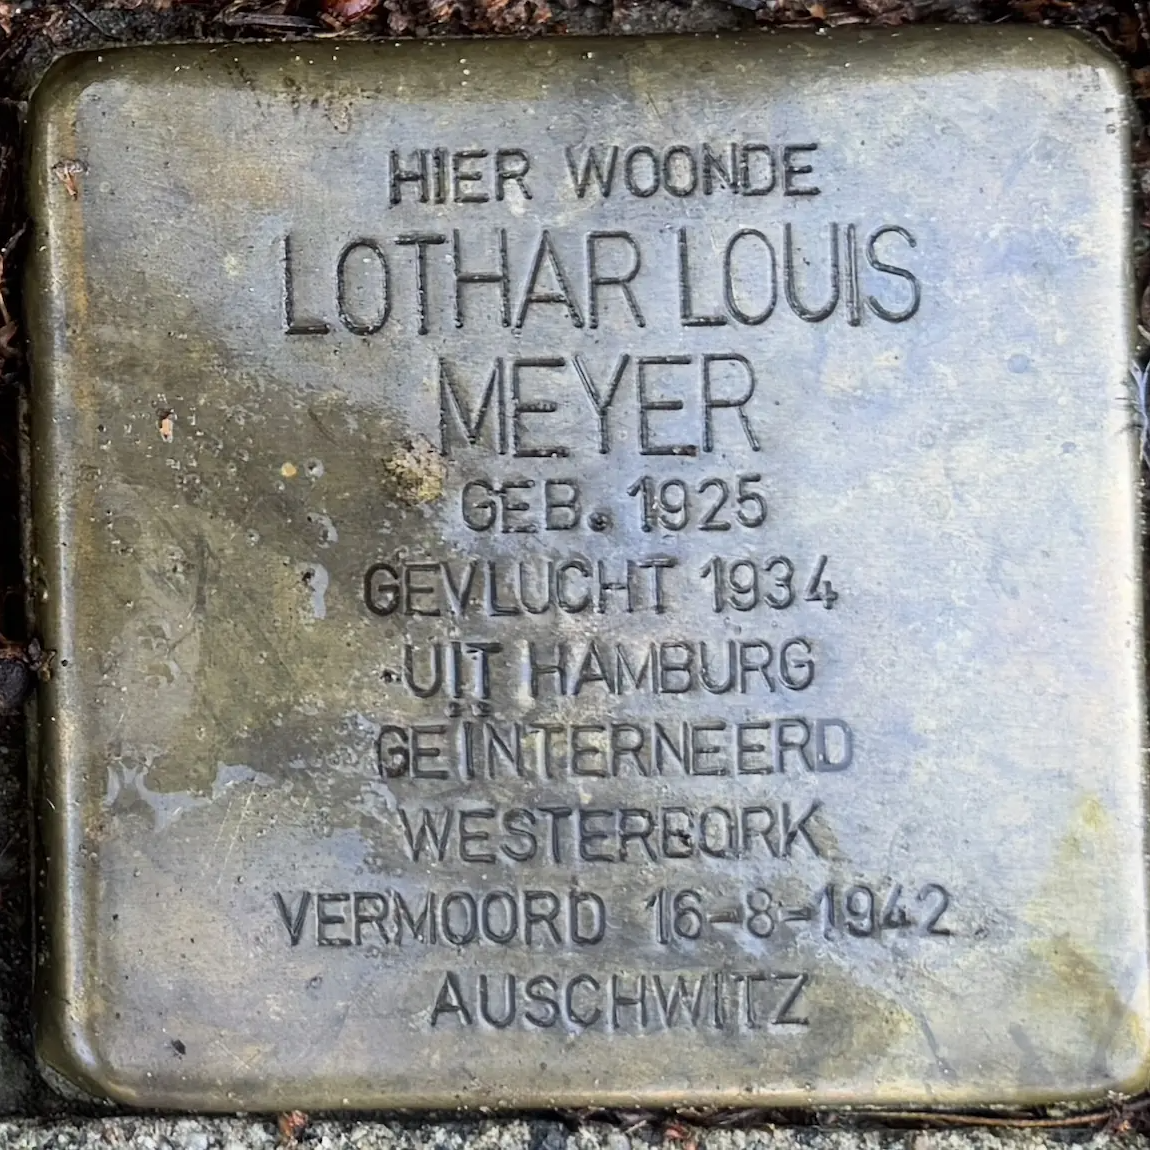 HIER WOONDE
LOTHAR LOUIS
MEYER
GEB. 1925
GEVLUCHT 1934
UIT HAMBURG
GEÏNTERNEERD
WESTERBORK
VERMOORD 16-8-1942
AUSCHWITZ